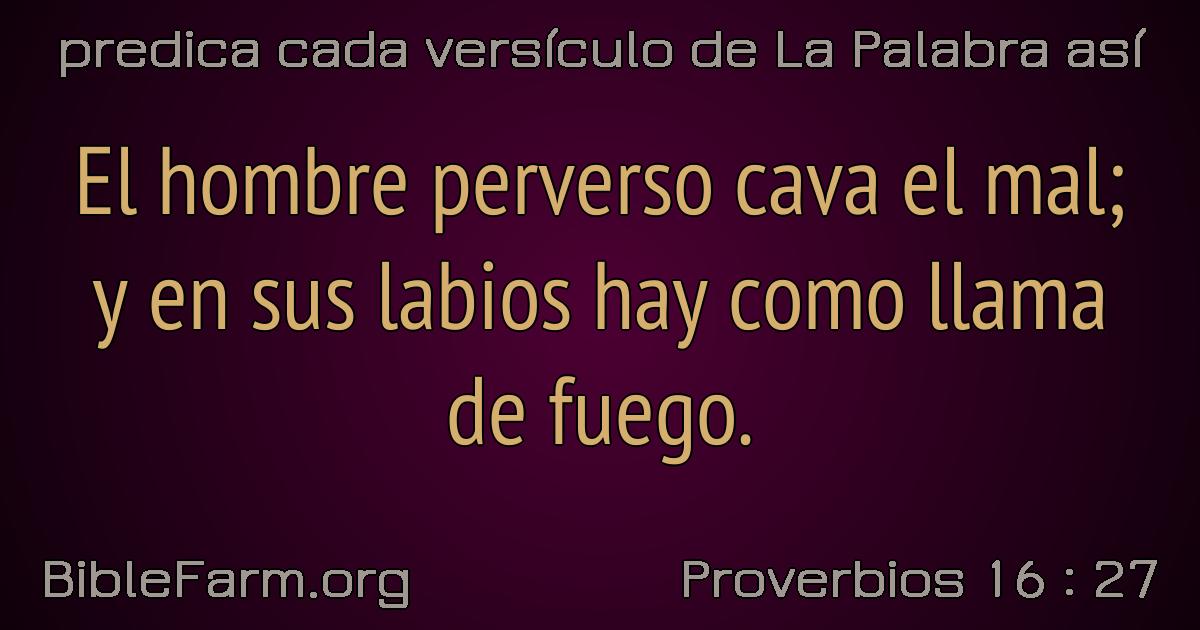 predica cada versículo de La Palabra así
El hombre perverso cava el mal;
y en sus labios hay como llama
de fuego.
BibleFarm.org
Proverbios 16 : 27